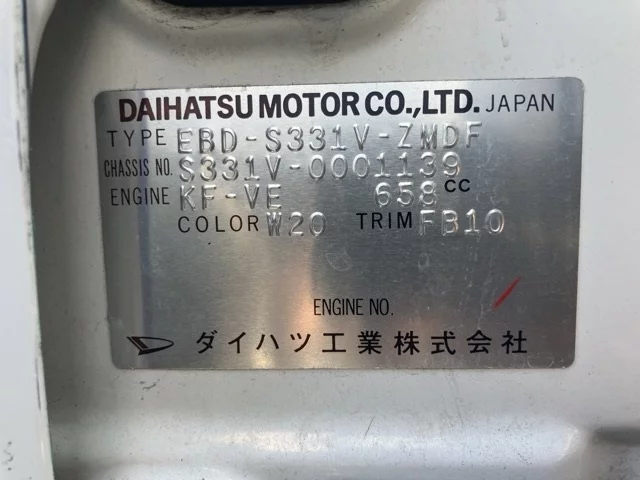 DAIHATSU MOTOR CO.,LTD. JAPAN
TYPE EBD-S331V-ZMDF
CHASSIS NO. S331V-0001139
ENGINE KF-VE 658 CC
COLOR W20 TRIM FB10
ENGINE NO.
ダイハツ工業株式会社